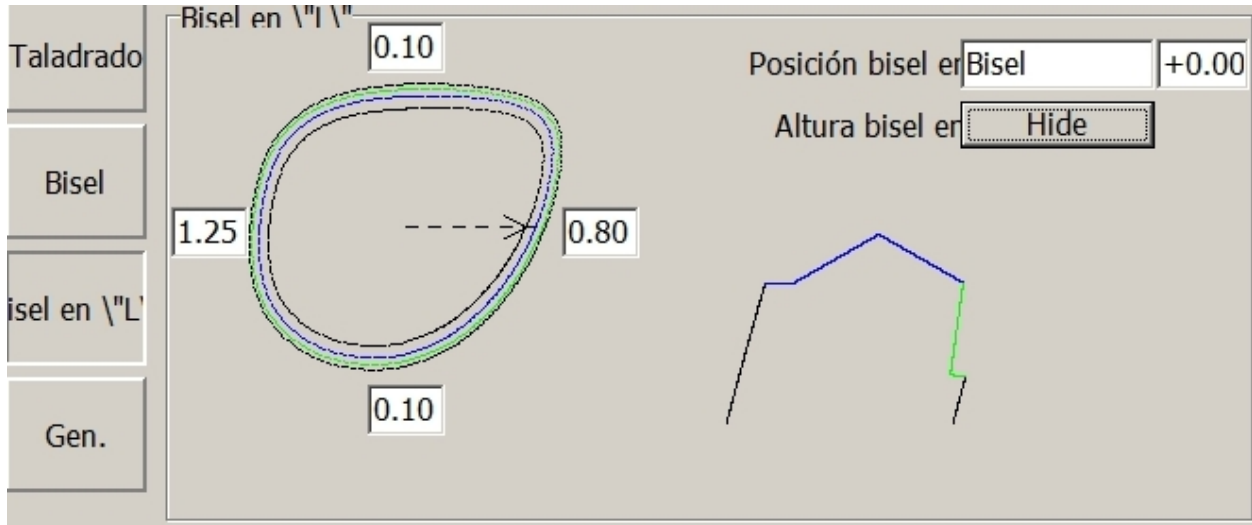 Taladrado
Bisel
isel en \"L\
Gen.
Bisel en \"L\"
0.10
1.25
0.80
0.10
Posición bisel en Bisel +0.00
Altura bisel en Hide